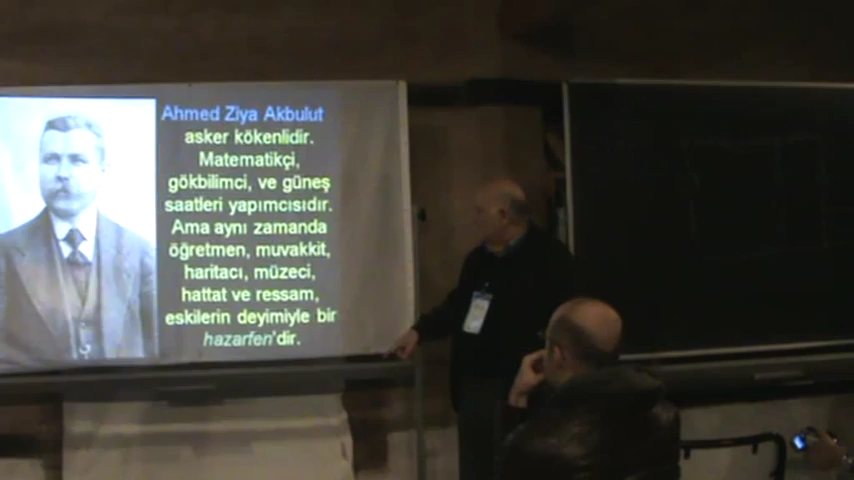 Ahmed Ziya Akbulut
asker kökenlidir.
Matematikçi,
gökbilimci, ve güneş
saatleri yapımcısıdır.
Ama aynı zamanda
öğretmen, muvakkit,
haritacı, müzeci,
hattat ve ressam,
eskilerin deyimiyle bir
hazarfen'dir.